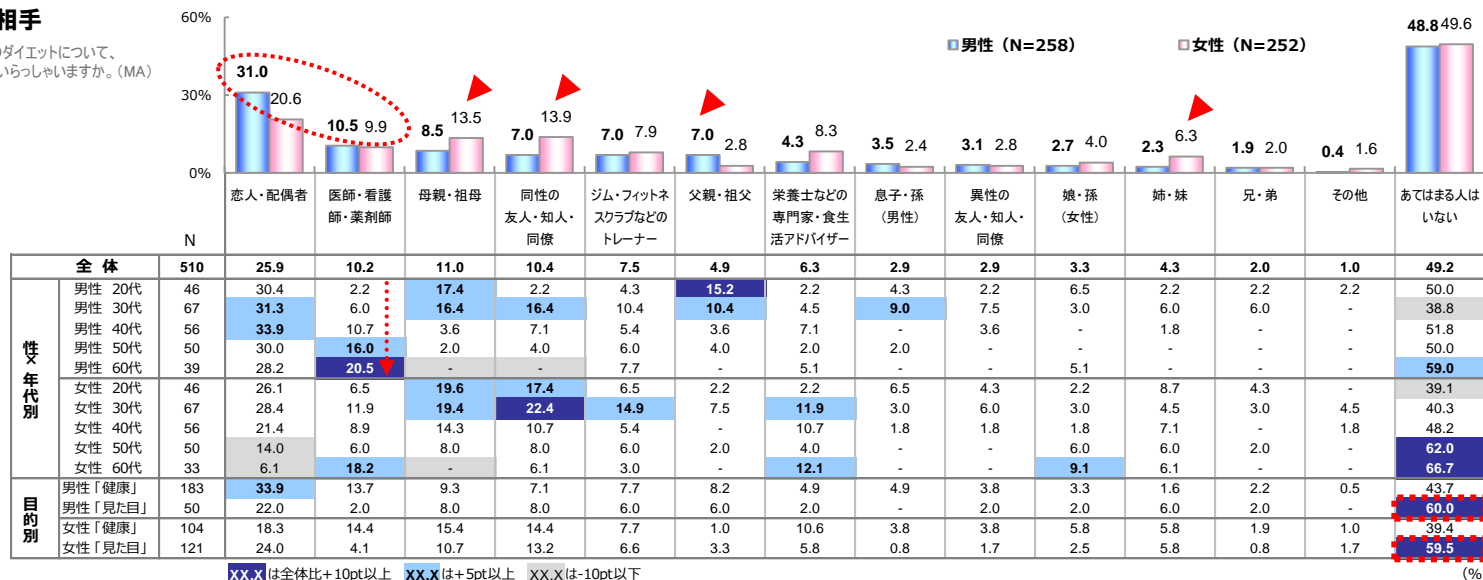 相手
ダイエットについて、
いらっしゃいますか。(MA)
60%
30%
0%
男性（N=258） 女性（N=252）
31.0 20.6 10.5 9.9 8.5 13.5 7.0 13.9 7.0 7.9 7.0 2.8 4.3 8.3 3.5 2.4 3.1 2.8 2.7 4.0 2.3 6.3 1.9 2.0 0.4 1.6 48.8 49.6
恋人・配偶者
医師・看護
師・薬剤師
母親・祖母
同性の
友人・知人・
同僚
ジム・フィットネ
スクラブなどの
トレーナー
父親・祖父
栄養士などの
専門家・食生
活アドバイザー
息子・孫
(男性)
異性の
友人・知人・
同僚
娘・孫
(女性)
姉・妹
兄・弟
その他
あてはまる人は
いない
N
全 体 510 25.9 10.2 11.0 10.4 7.5 4.9 6.3 2.9 2.9 3.3 4.3 2.0 1.0 49.2
性×年代別
男性 20代 46 30.4 2.2 17.4 2.2 4.3 15.2 2.2 4.3 2.2 6.5 2.2 2.2 2.2 50.0
男性 30代 67 31.3 6.0 16.4 16.4 10.4 10.4 4.5 9.0 7.5 3.0 6.0 6.0 - 38.8
男性 40代 56 33.9 10.7 3.6 7.1 5.4 3.6 7.1 - 3.6 - 1.8 - - 51.8
男性 50代 50 30.0 16.0 2.0 4.0 6.0 4.0 2.0 2.0 - - - - - 50.0
男性 60代 39 28.2 20.5 - - 7.7 - 5.1 - - 5.1 - - - 59.0
女性 20代 46 26.1 6.5 19.6 17.4 6.5 2.2 2.2 6.5 4.3 2.2 8.7 4.3 - 39.1
女性 30代 67 28.4 11.9 19.4 22.4 14.9 7.5 11.9 3.0 6.0 3.0 4.5 3.0 4.5 40.3
女性 40代 56 21.4 8.9 14.3 10.7 5.4 - 10.7 1.8 1.8 1.8 7.1 - 1.8 48.2
女性 50代 50 14.0 6.0 8.0 8.0 6.0 2.0 4.0 - - 6.0 6.0 2.0 - 62.0
女性 60代 33 6.1 18.2 - 6.1 3.0 - 12.1 - - 9.1 6.1 - - 66.7
目的別
男性「健康」 183 33.9 13.7 9.3 7.1 7.7 8.2 4.9 4.9 3.8 3.3 1.6 2.2 0.5 43.7
男性「見た目」 50 22.0 2.0 8.0 8.0 6.0 6.0 2.0 - 2.0 2.0 6.0 2.0 - 60.0
女性「健康」 104 18.3 14.4 15.4 14.4 7.7 1.0 10.6 3.8 3.8 5.8 5.8 1.9 1.0 39.4
女性「見た目」 121 24.0 4.1 10.7 13.2 6.6 3.3 5.8 0.8 1.7 2.5 5.8 0.8 1.7 59.5
XX.X は全体比+10pt以上 XX.X は+5pt以上 XX.X は-10pt以下
(%